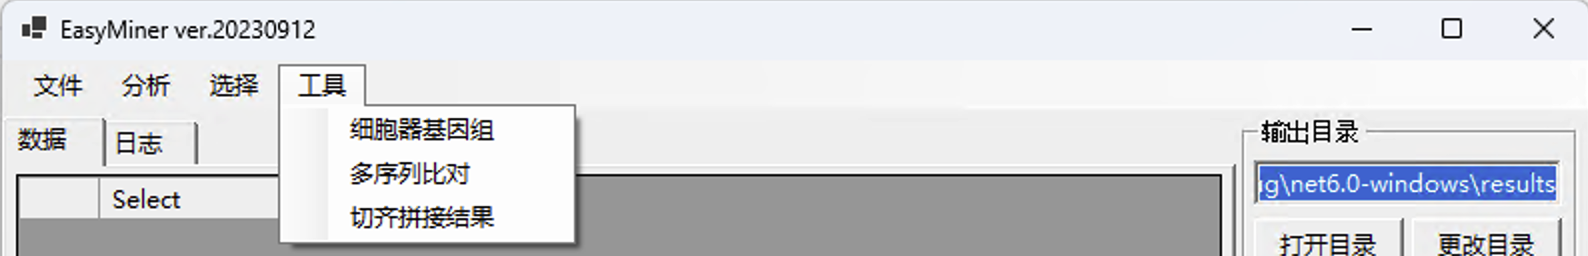 EasyMiner ver.20230912
文件 分析 选择 工具
细胞器基因组
多序列比对
切齐拼接结果
数据 日志
Select
输出目录
ig\net6.0-windows\results
打开目录 更改目录